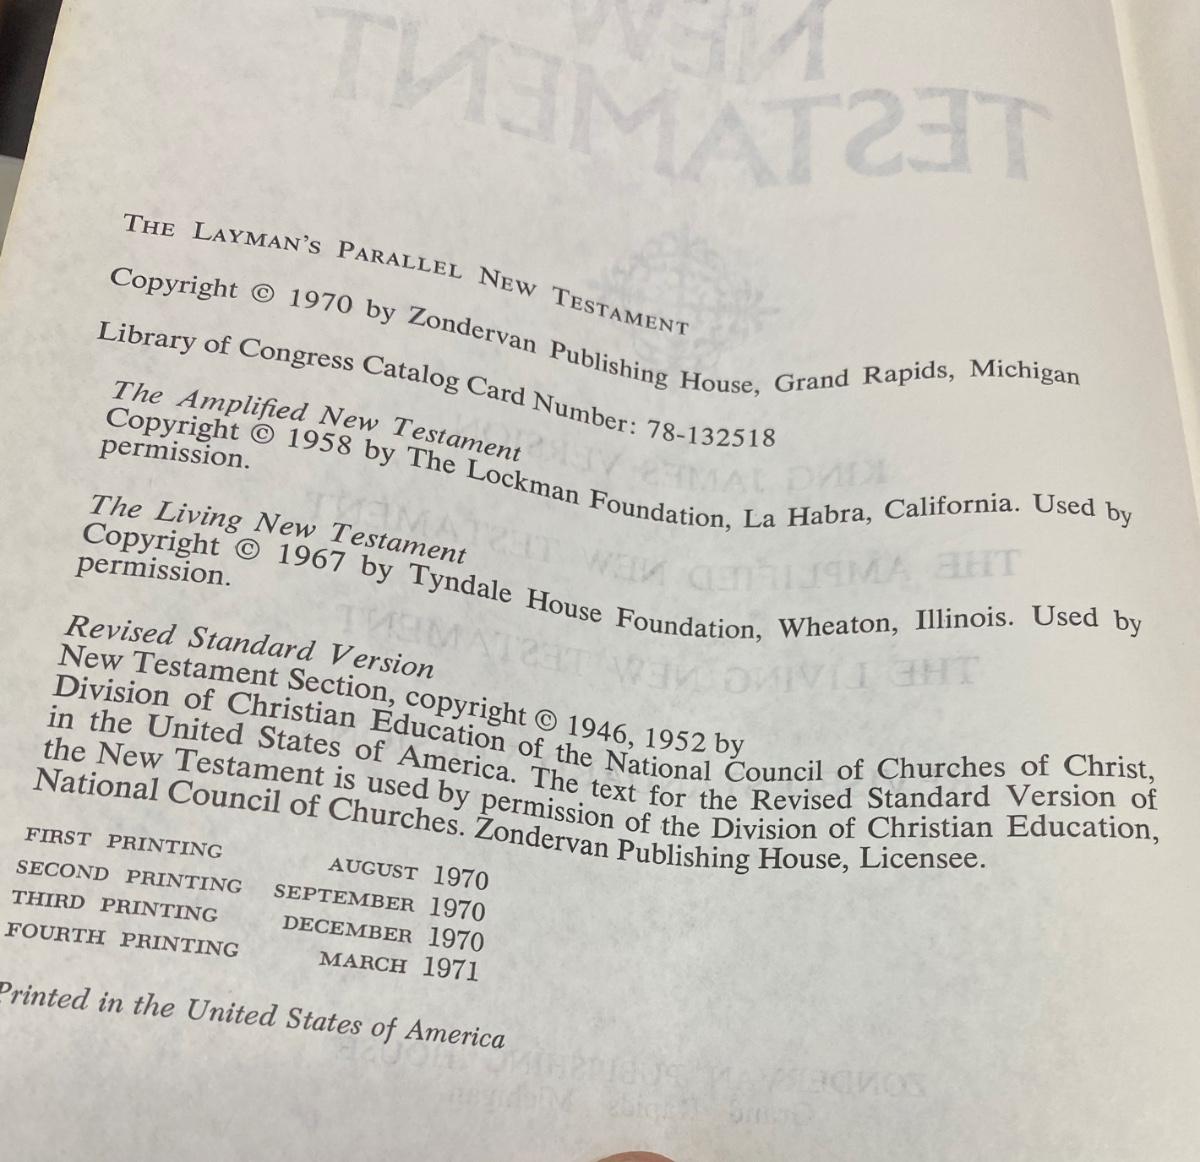 NEW
TESTAMENT
THE LAYMAN'S PARALLEL NEW TESTAMENT
Copyright © 1970 by Zondervan Publishing House, Grand Rapids, Michigan
Library of Congress Catalog Card Number: 78-132518
The Amplified New Testament
Copyright © 1958 by The Lockman Foundation, La Habra, California. Used by
permission.
The Living New Testament
Copyright © 1967 by Tyndale House Foundation, Wheaton, Illinois. Used by
permission.
Revised Standard Version
New Testament Section, copyright © 1946, 1952 by
Division of Christian Education of the National Council of Churches of Christ,
in the United States of America. The text for the Revised Standard Version of
the New Testament is used by permission of the Division of Christian Education,
National Council of Churches. Zondervan Publishing House, Licensee.
FIRST PRINTING AUGUST 1970
SECOND PRINTING SEPTEMBER 1970
THIRD PRINTING DECEMBER 1970
FOURTH PRINTING MARCH 1971
Printed in the United States of America